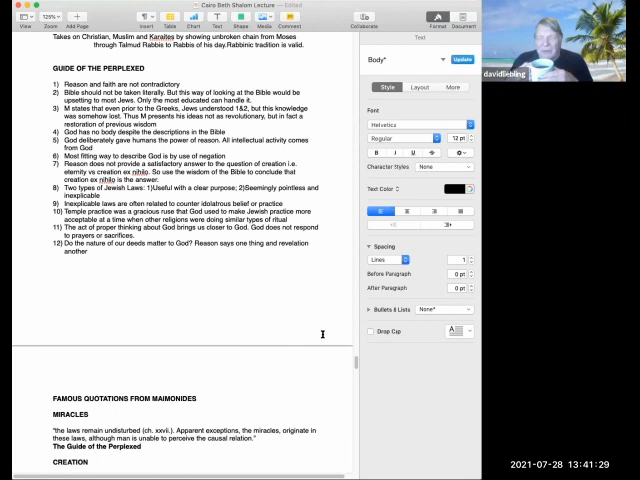 Cairo Beth Shalom Lecture — Edited
125%
View
Zoom
Add Page
Insert
Table
Chart
Text
Shape
Media
Comment
Collaborate
Format
Document
Takes on Christian, Muslim and Karaites by showing unbroken chain from Moses
through Talmud Rabbis to Rabbis of his day.Rabbinic tradition is valid.
GUIDE OF THE PERPLEXED
1) Reason and faith are not contradictory
2) Bible should not be taken literally. But this way of looking at the Bible would be
upsetting to most Jews. Only the most educated can handle it.
3) M states that even prior to the Greeks, Jews understood 1&2, but this knowledge
was somehow lost. Thus M presents his ideas not as revolutionary, but in fact a
restoration of previous wisdom
4) God has no body despite the descriptions in the Bible
5) God deliberately gave humans the power of reason. All intellectual activity comes
from God
6) Most fitting way to describe God is by use of negation
7) Reason does not provide a satisfactory answer to the question of creation i.e.
eternity vs creation ex nihilo. So use the wisdom of the Bible to conclude that
creation ex nihilo is the answer.
8) Two types of Jewish Laws: 1)Useful with a clear purpose; 2)Seemingly pointless and
inexplicable
9) Inexplicable laws are often related to counter idolatrous belief or practice
10) Temple practice was a gracious ruse that God used to make Jewish practice more
acceptable at a time when other religions were doing similar types of ritual
11) The act of proper thinking about God brings us closer to God. God does not respond
to prayers or sacrifices.
12) Do the nature of our deeds matter to God? Reason says one thing and revelation
another
FAMOUS QUOTATIONS FROM MAIMONIDES
MIRACLES
"the laws remain undisturbed (ch. xxvii.). Apparent exceptions, the miracles, originate in
these laws, although man is unable to perceive the causal relation."
The Guide of the Perplexed
CREATION
Text
Body*
Update
Style
Layout
More
Font
Helvetica
Regular
12 pt
B
I
U
S
Character Styles
None
Text Color
Spacing
Lines
1
Before Paragraph
0 pt
After Paragraph
0 pt
Bullets & Lists
None*
Drop Cap
A
davidliebling
2021-07-28 13:41:29